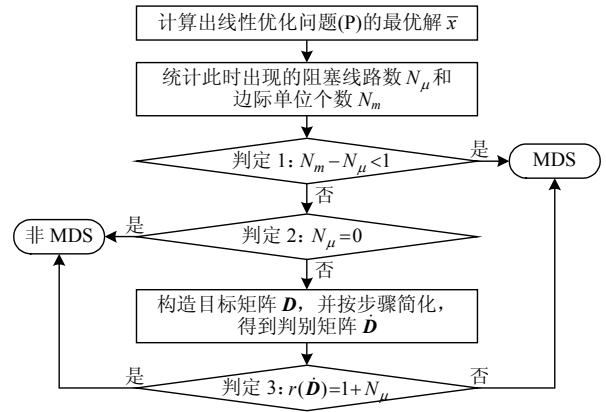 计算出线性优化问题(P)的最优解 x̄
统计此时出现的阻塞线路数 Nμ和
边际单位个数 Nm
判定 1: Nm−Nμ<1
是
MDS
否
非 MDS
是
判定 2: Nμ=0
否
构造目标矩阵 D，并按步骤简化，
得到判别矩阵 Ḋ
是
判定 3: r(Ḋ)=1+Nμ
否